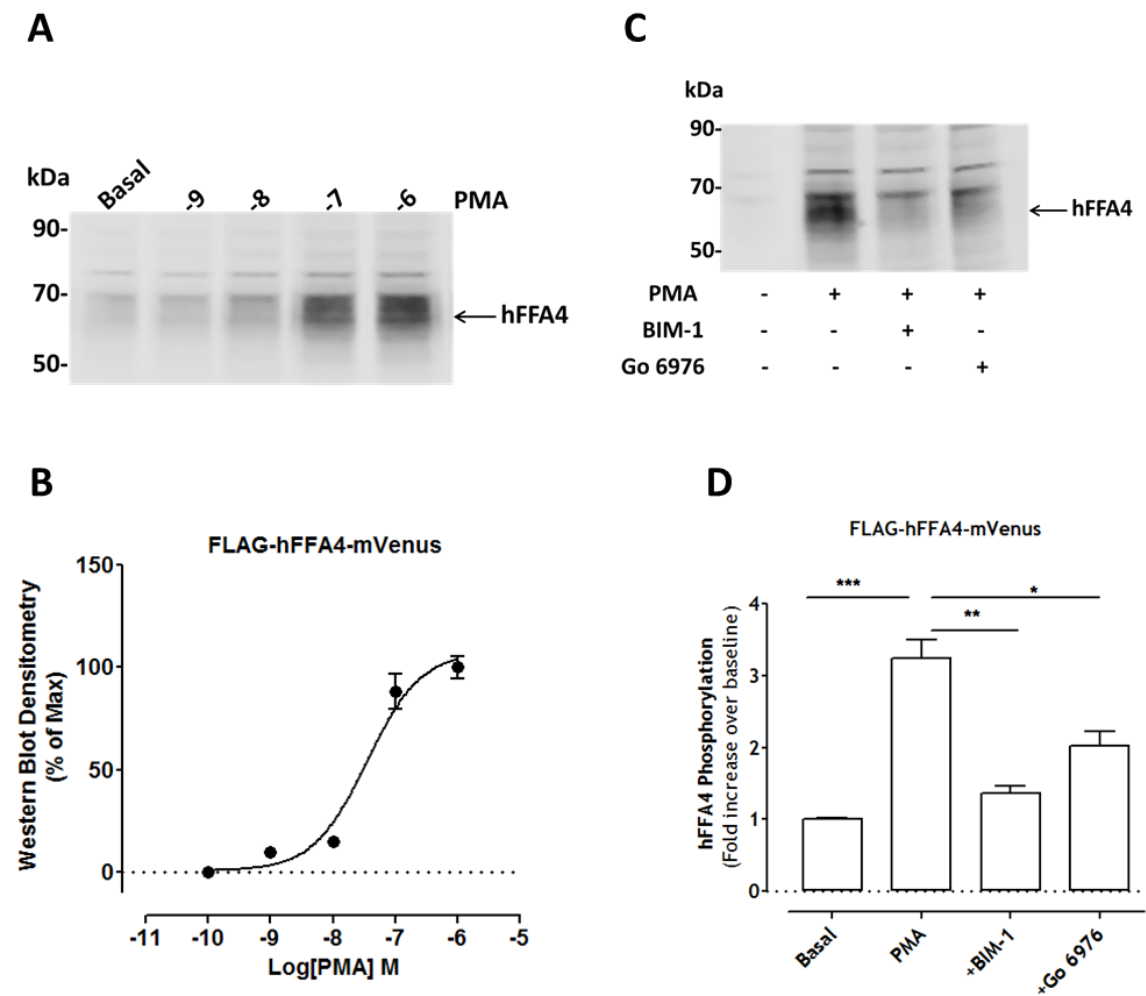 A
kDa
Basal -9 -8 -7 -6 PMA
90-
70-
hFFA4
50-
C
kDa
90-
70-
hFFA4
50-
PMA - + + +
BIM-1 - - + -
Go 6976 - - - +
B
FLAG-hFFA4-mVenus
Western Blot Densitometry
(% of Max)
150
100
50
0
-11 -10 -9 -8 -7 -6 -5
Log[PMA] M
D
FLAG-hFFA4-mVenus
*** *
**
hFFA4 Phosphorylation
(Fold increase over baseline)
4
3
2
1
0
Basal PMA +BIM-1 +Go 6976